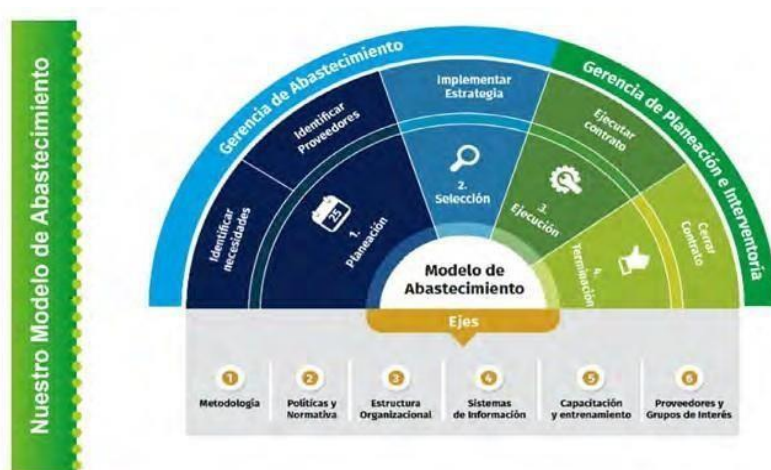 Nuestro Modelo de Abastecimiento
Gerencia de Abastecimiento
Gerencia de Planeación e Interventoría
Identificar
necesidades
Identificar
Proveedores
Implementar
Estrategia
Ejecutar
contrato
Cerrar
Contrato
25
1.
Planeación
2.
Selección
3.
Ejecución
4.
Terminación
Modelo de
Abastecimiento
Ejes
1
Metodología
2
Políticas y
Normativa
3
Estructura
Organizacional
4
Sistemas
de Información
5
Capacitación
y entrenamiento
6
Proveedores y
Grupos de Interés